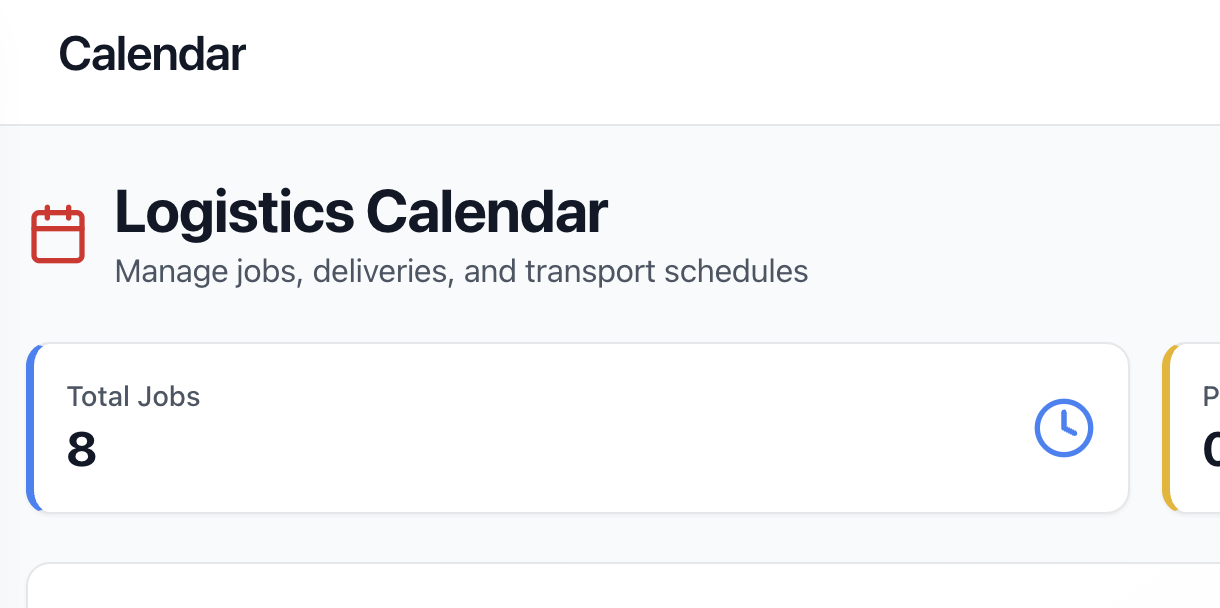 Calendar
Logistics Calendar
Manage jobs, deliveries, and transport schedules
Total Jobs
8